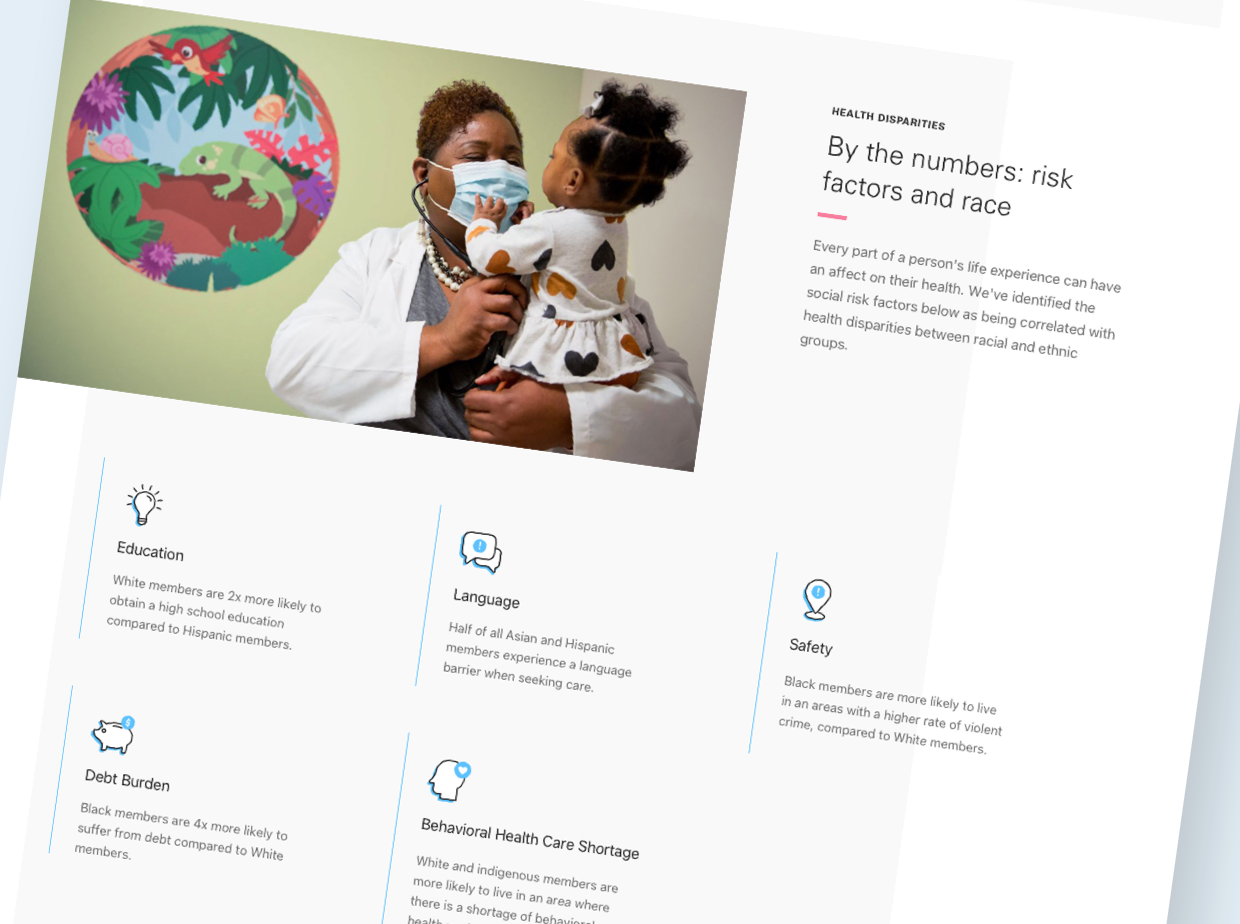 HEALTH DISPARITIES
By the numbers: risk
factors and race
Every part of a person's life experience can have
an affect on their health. We've identified the
social risk factors below as being correlated with
health disparities between racial and ethnic
groups.
Education
White members are 2x more likely to
obtain a high school education
compared to Hispanic members.
Language
Half of all Asian and Hispanic
members experience a language
barrier when seeking care.
Safety
Black members are more likely to live
in an areas with a higher rate of violent
crime, compared to White members.
Debt Burden
Black members are 4x more likely to
suffer from debt compared to White
members.
Behavioral Health Care Shortage
White and indigenous members are
more likely to live in an area where
there is a shortage of behavioral